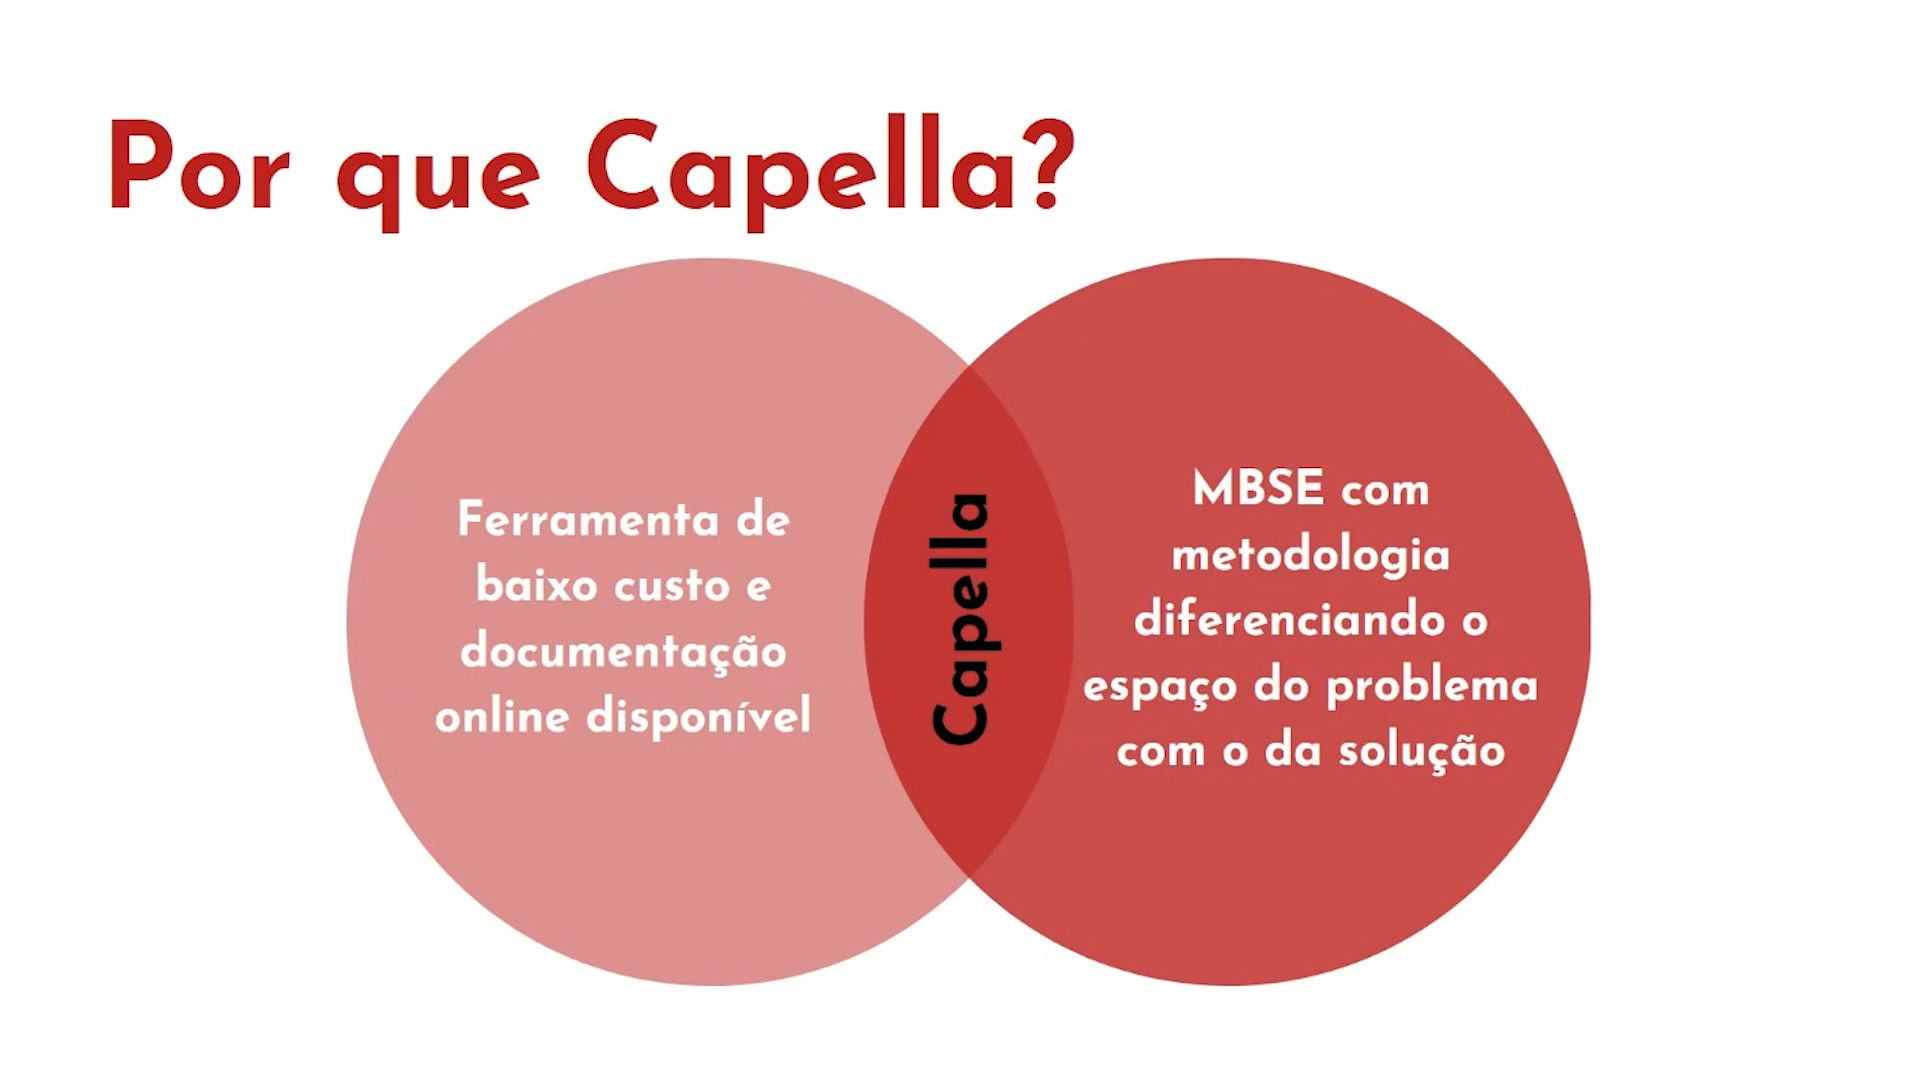 Por que Capella?
Ferramenta de
baixo custo e
documentação
online disponível
Capella
MBSE com
metodologia
diferenciando o
espaço do problema
com o da solução